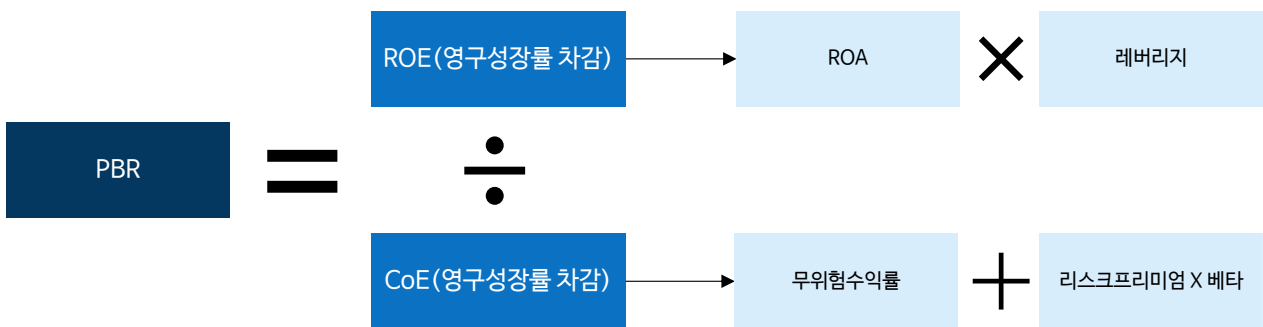 ROE(영구성장률 차감)
ROA
×
레버리지
PBR
=
÷
CoE(영구성장률 차감)
무위험수익률
+
리스크프리미엄 X 베타